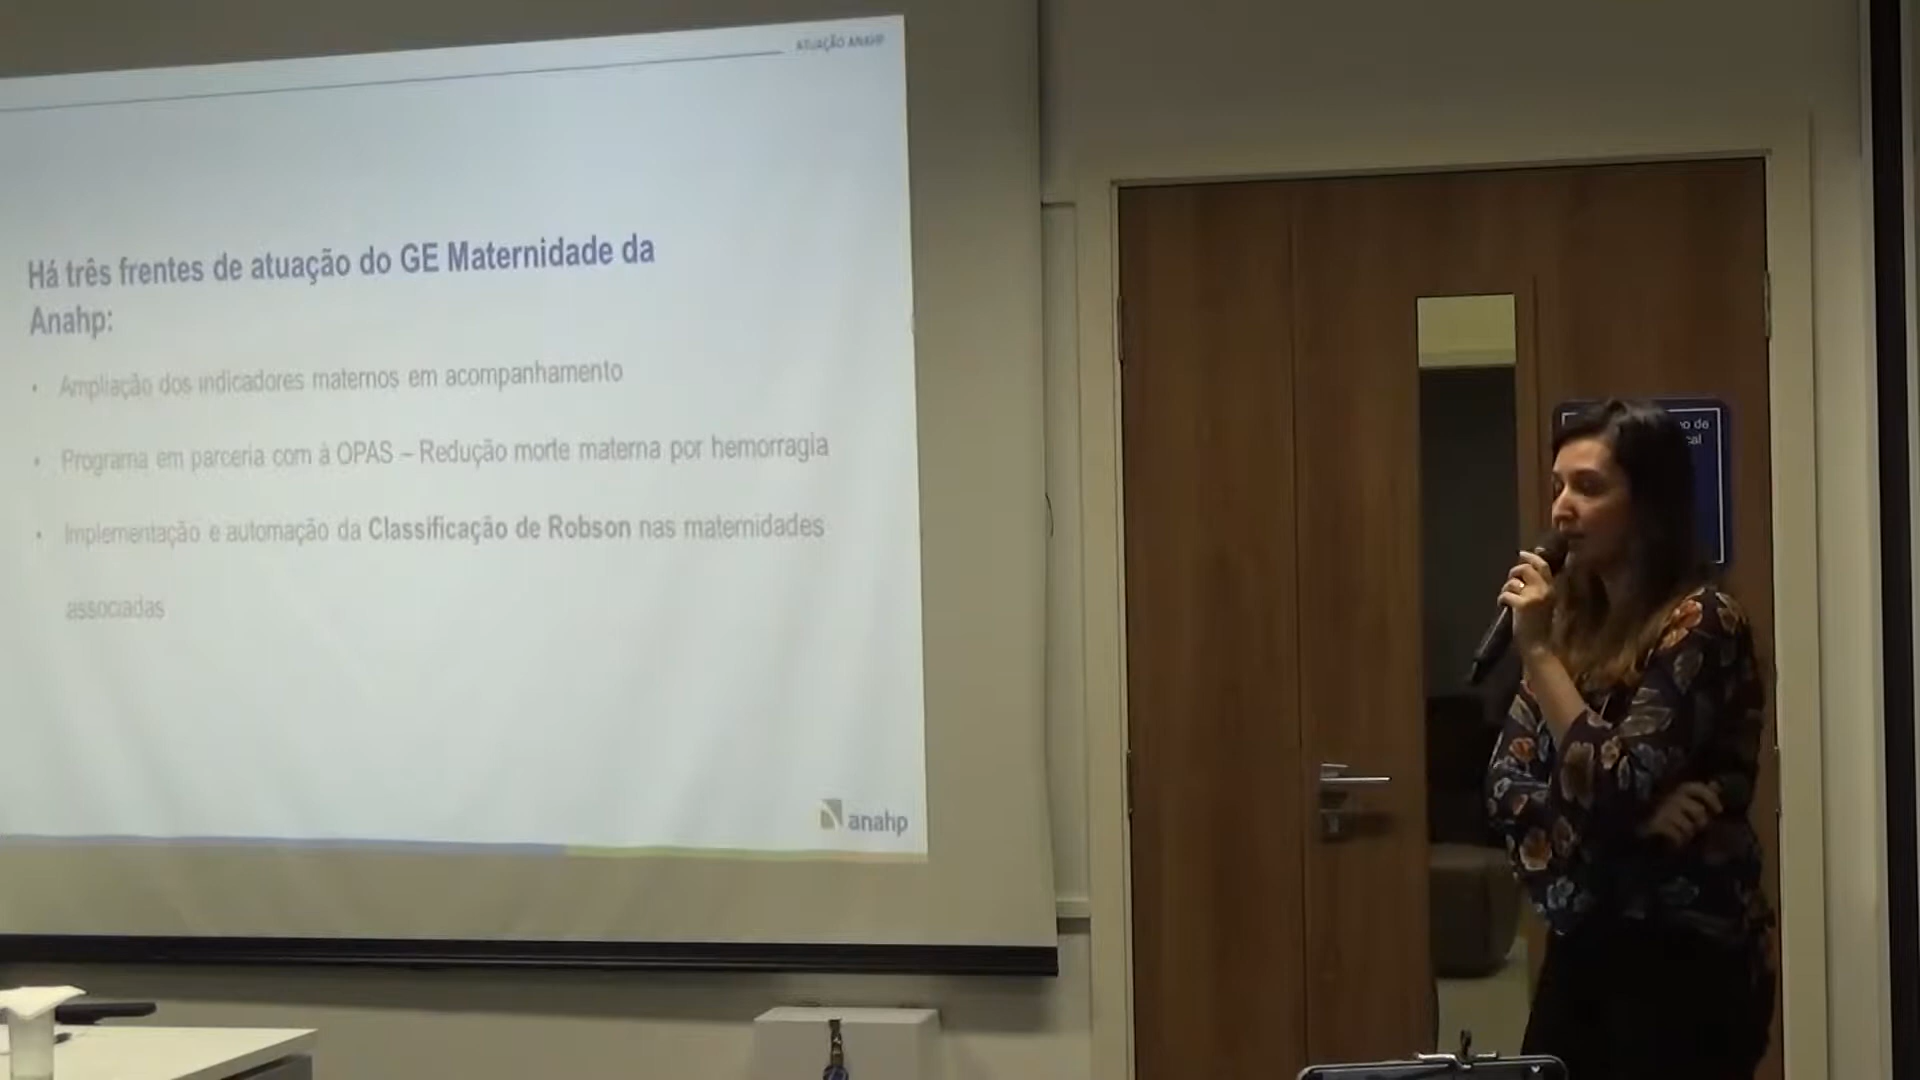 ATUAÇÃO ANAHP
Há três frentes de atuação do GE Maternidade da
Anahp:
• Ampliação dos indicadores maternos em acompanhamento
• Programa em parceria com à OPAS – Redução morte materna por hemorragia
• Implementação e automação da Classificação de Robson nas maternidades
associadas
anahp
de